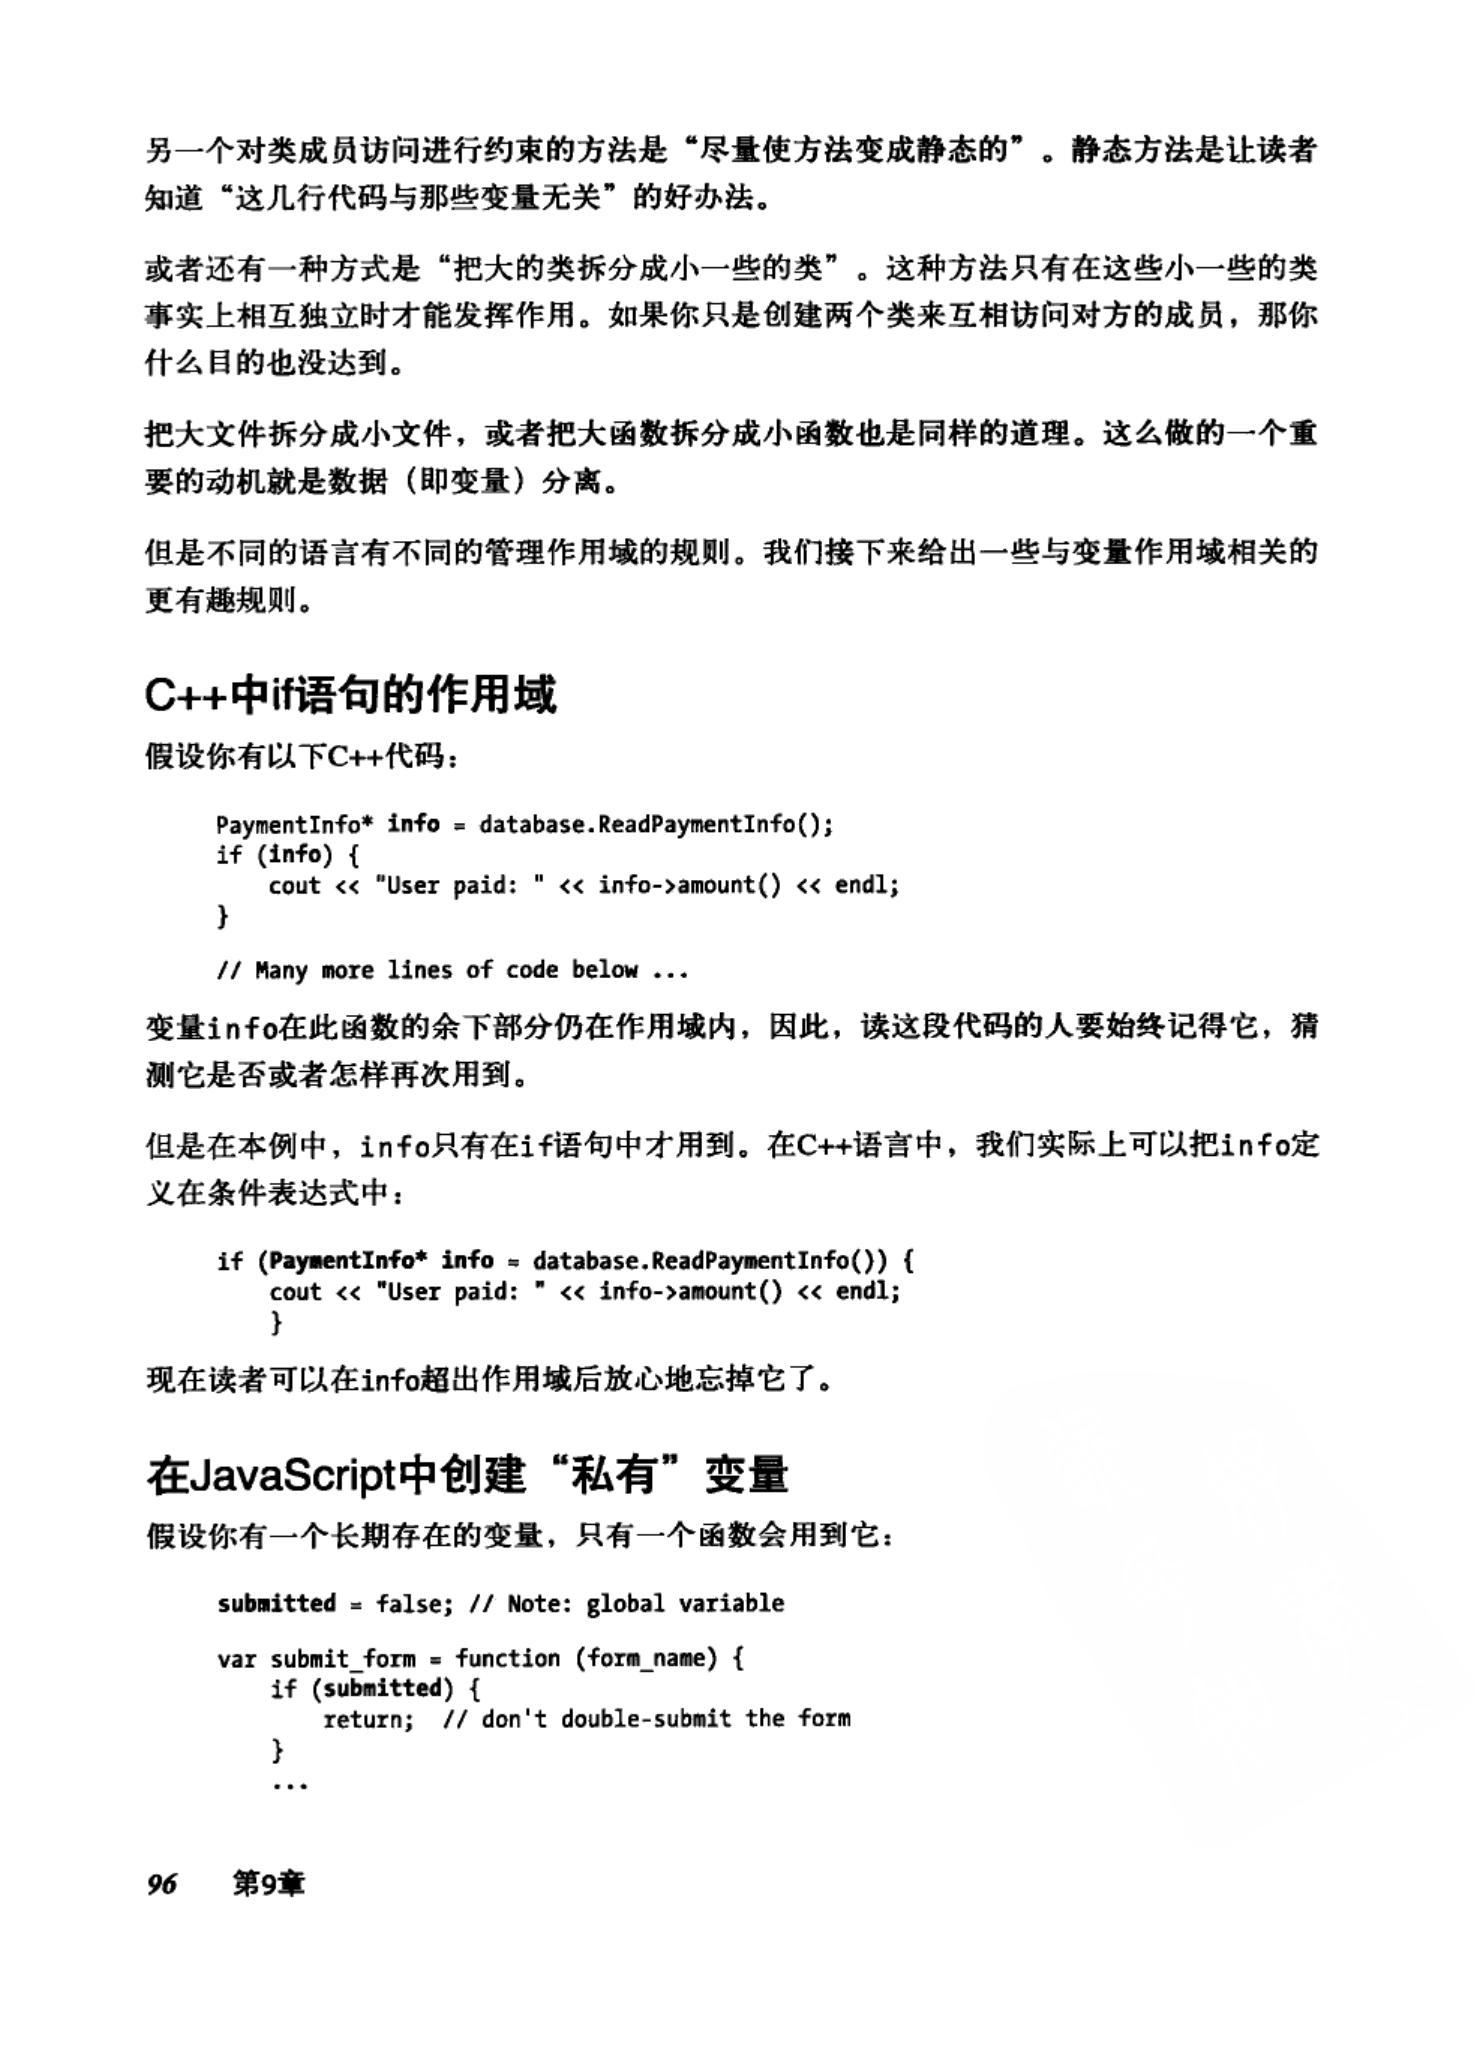 另一个对类成员访问进行约束的方法是“尽量使方法变成静态的”。静态方法是让读者
知道“这几行代码与那些变量无关”的好办法。
或者还有一种方式是“把大的类拆分成小一些的类”。这种方法只有在这些小一些的类
事实上相互独立时才能发挥作用。如果你只是创建两个类来互相访问对方的成员，那你
什么目的也没达到。
把大文件拆分成小文件，或者把大函数拆分成小函数也是同样的道理。这么做的一个重
要的动机就是数据（即变量）分离。
但是不同的语言有不同的管理作用域的规则。我们接下来给出一些与变量作用域相关的
更有趣规则。
C++中if语句的作用域
假设你有以下C++代码：
PaymentInfo* info = database.ReadPaymentInfo();
if (info) {
    cout << "User paid: " << info->amount() << endl;
}
// Many more lines of code below ...
变量info在此函数的余下部分仍在作用域内，因此，读这段代码的人要始终记得它，猜
测它是否或者怎样再次用到。
但是在本例中，info只有在if语句中才用到。在C++语言中，我们实际上可以把info定
义在条件表达式中：
if (PaymentInfo* info = database.ReadPaymentInfo()) {
    cout << "User paid: " << info->amount() << endl;
    }
现在读者可以在info超出作用域后放心地忘掉它了。
在JavaScript中创建“私有”变量
假设你有一个长期存在的变量，只有一个函数会用到它：
submitted = false; // Note: global variable
var submit_form = function (form_name) {
    if (submitted) {
        return;  // don't double-submit the form
    }
    ...
96 第9章